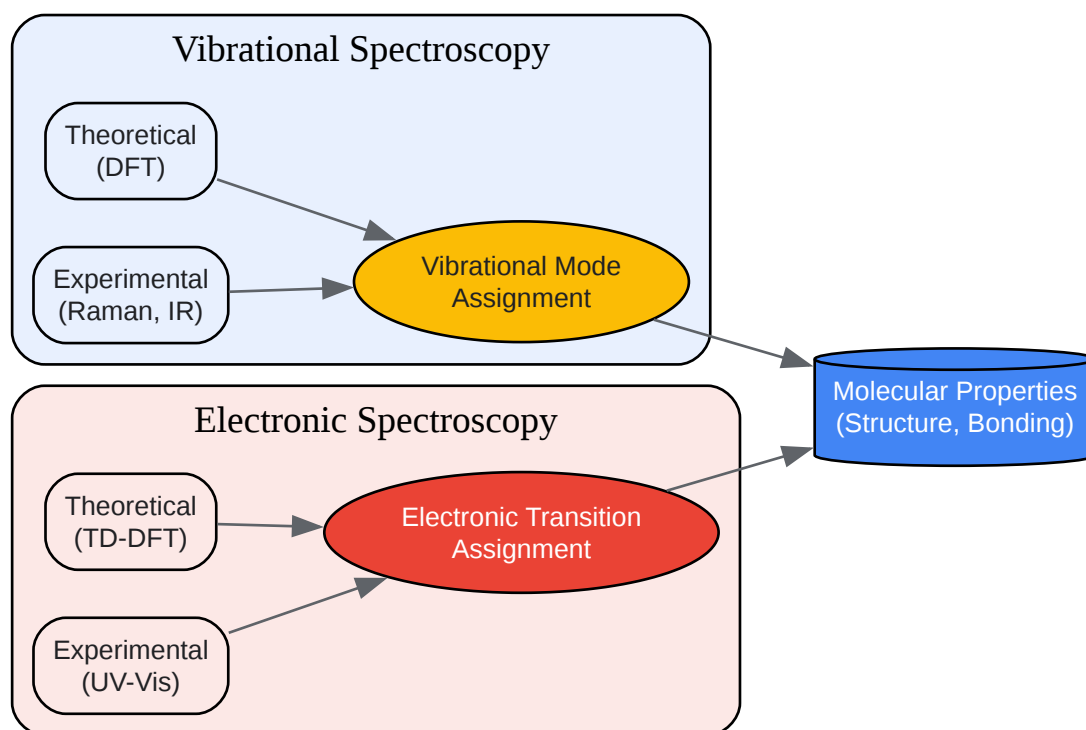 Vibrational Spectroscopy
Theoretical
(DFT)
Experimental
(Raman, IR)
Vibrational Mode
Assignment
Electronic Spectroscopy
Theoretical
(TD-DFT)
Experimental
(UV-Vis)
Electronic Transition
Assignment
Molecular Properties
(Structure, Bonding)